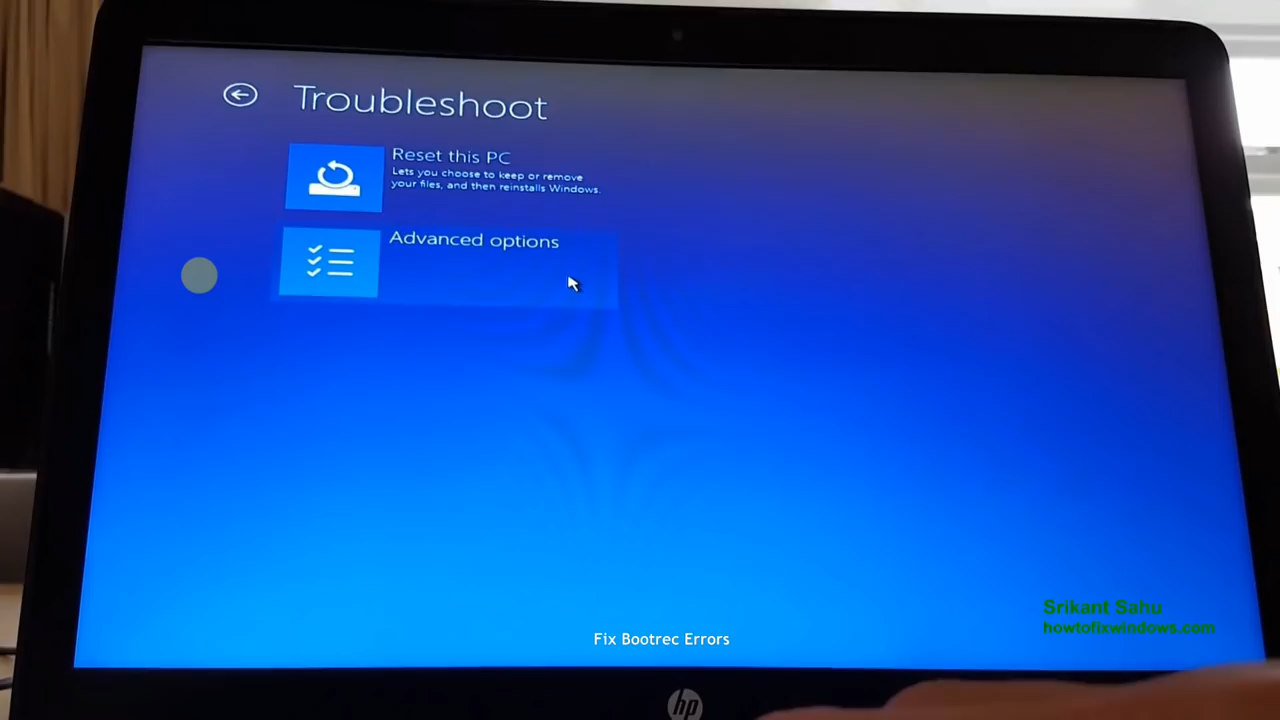 Troubleshoot
Reset this PC
Lets you choose to keep or remove
your files, and then reinstalls Windows.
Advanced options
Srikant Sahu
howtofixwindows.com
Fix Bootrec Errors
hp